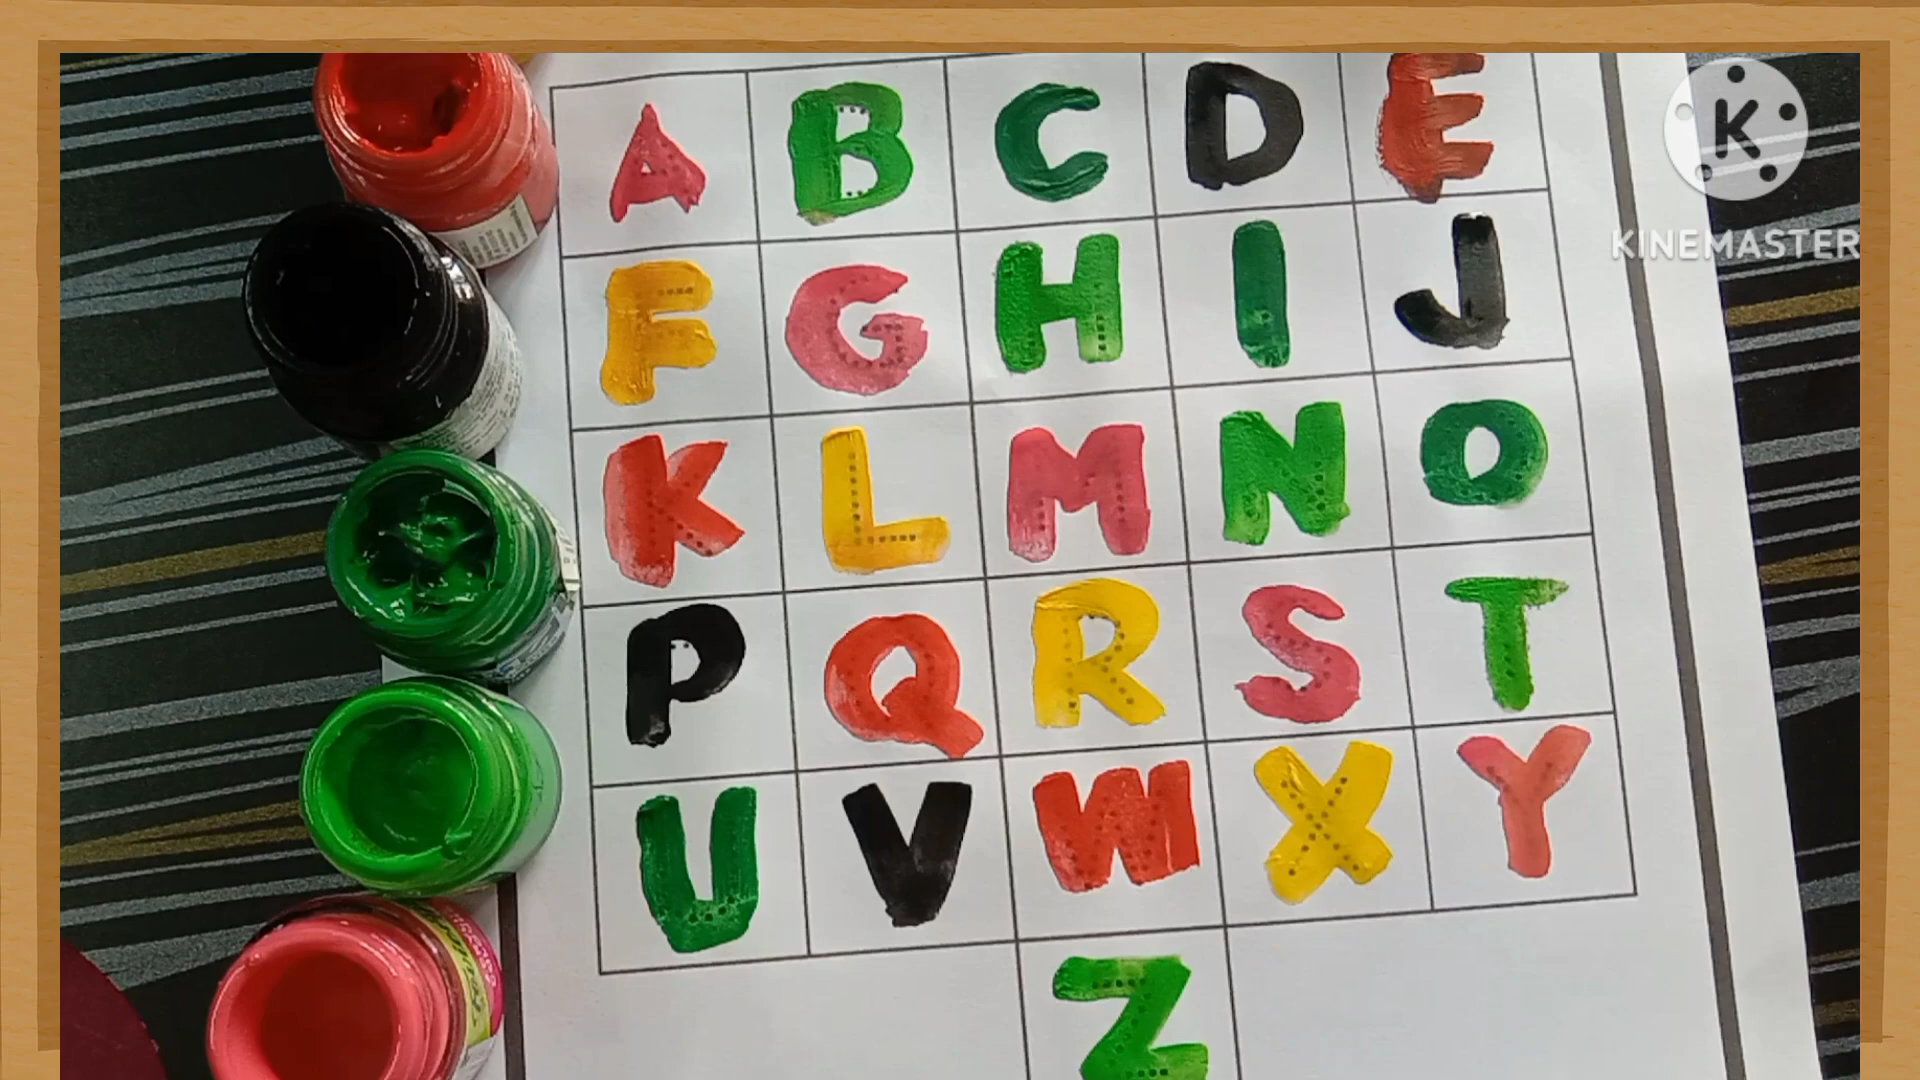 A B C D E
K
KINEMASTER
F G H I J
K L M N O
P Q R S T
U V W X Y
Z